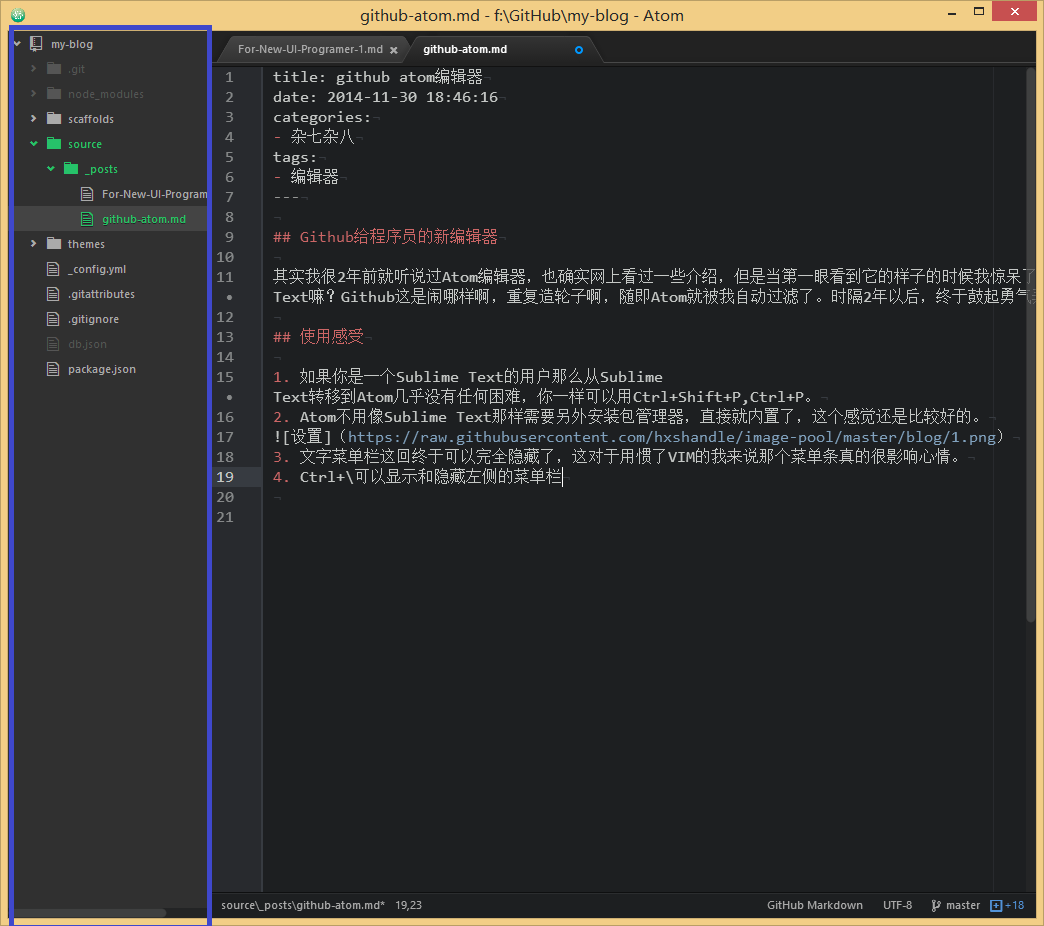 github-atom.md - f:\GitHub\my-blog - Atom
my-blog
.git
node_modules
scaffolds
source
_posts
For-New-UI-Program
github-atom.md
themes
_config.yml
.gitattributes
.gitignore
db.json
package.json
For-New-UI-Programer-1.md
github-atom.md
1 title: github atom编辑器
2 date: 2014-11-30 18:46:16
3 categories:
4 - 杂七杂八
5 tags:
6 - 编辑器
7 ---
8
9 ## Github给程序员的新编辑器
10
11 其实我很2年前就听说过Atom编辑器，也确实网上看过一些介绍，但是当第一眼看到它的样子的时候我惊呆了
• Text嘛？Github这是闹哪样啊，重复造轮子啊，随即Atom就被我自动过滤了。时隔2年以后，终于鼓起勇气
12
13 ## 使用感受
14
15 1. 如果你是一个Sublime Text的用户那么从Sublime
• Text转移到Atom几乎没有任何困难，你一样可以用Ctrl+Shift+P,Ctrl+P。
16 2. Atom不用像Sublime Text那样需要另外安装包管理器，直接就内置了，这个感觉还是比较好的。
17 ![设置]（https://raw.githubusercontent.com/hxshandle/image-pool/master/blog/1.png）
18 3. 文字菜单栏这回终于可以完全隐藏了，这对于用惯了VIM的我来说那个菜单条真的很影响心情。
19 4. Ctrl+\可以显示和隐藏左侧的菜单栏
20
21
source\_posts\github-atom.md* 19,23 GitHub Markdown UTF-8 master +18